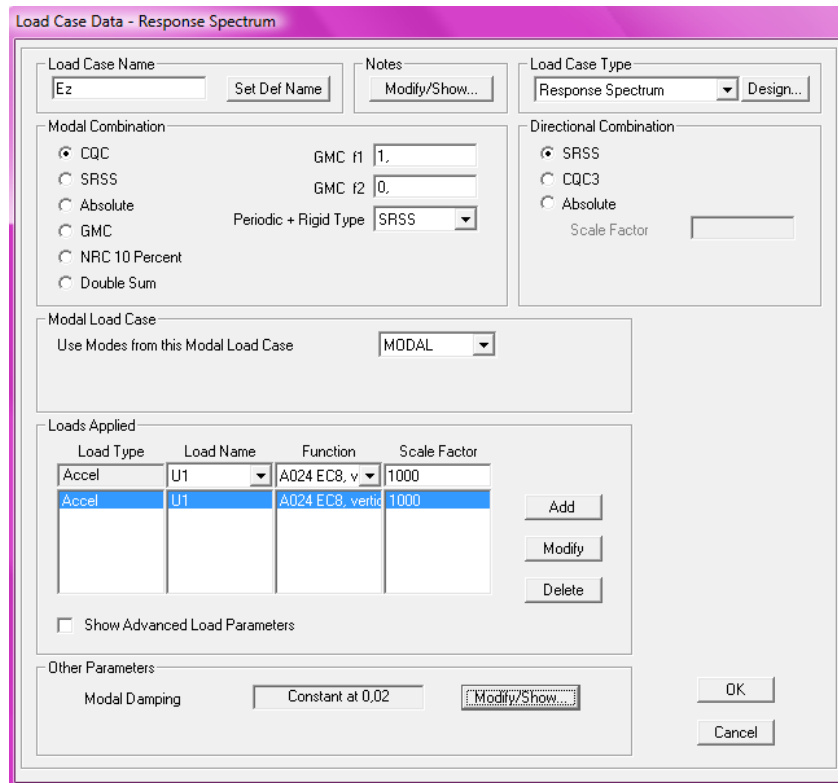 Load Case Data - Response Spectrum
Load Case Name
Ez
Set Def Name
Notes
Modify/Show...
Load Case Type
Response Spectrum
Design...
Modal Combination
CQC
SRSS
Absolute
GMC
NRC 10 Percent
Double Sum
GMC f1 1,
GMC f2 0,
Periodic + Rigid Type SRSS
Directional Combination
SRSS
CQC3
Absolute
Scale Factor
Modal Load Case
Use Modes from this Modal Load Case MODAL
Loads Applied
Load Type Load Name Function Scale Factor
Accel U1 A024 EC8, v 1000
Accel U1 A024 EC8, vertic 1000
Add
Modify
Delete
Show Advanced Load Parameters
Other Parameters
Modal Damping Constant at 0,02 Modify/Show...
OK
Cancel